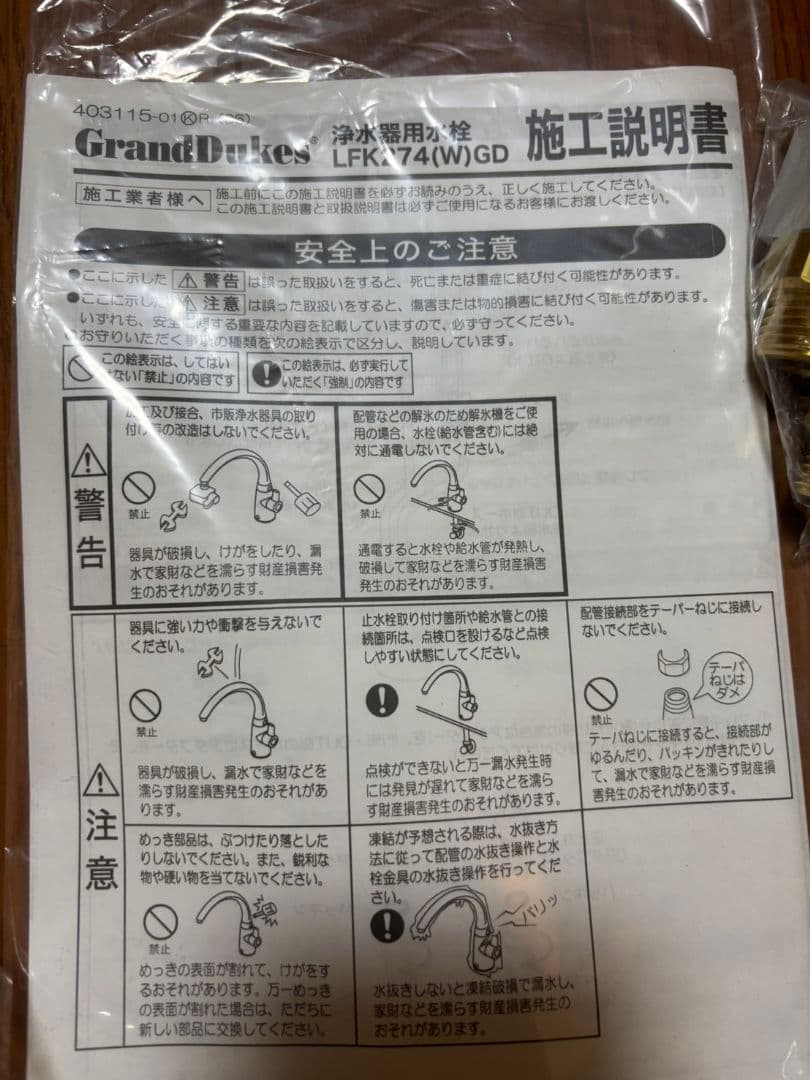 403115-01ⓀR (06)
GrandDukes®
浄水器用水栓
LFK274(W)GD
施工説明書
施工業者様へ
施工前にこの施工説明書を必ずお読みのうえ、正しく施工してください。
この施工説明書と取扱説明書は必ずご使用になるお客様にお渡しください。
安全上のご注意
●ここに示した ⚠警告 は誤った取扱いをすると、死亡または重症に結び付く可能性があります。
●ここに示した ⚠注意 は誤った取扱いをすると、傷害または物的損害に結び付く可能性があります。
いずれも、安全に関する重要な内容を記載していますので、必ず守ってください。
●お守りいただく事項の種類を次の絵表示で区分し、説明しています。
この絵表示は、してはい
けない「禁止」の内容です
この絵表示は、必ず実行して
いただく「強制」の内容です
警告
加工及び接合、市販浄水器具の取り
付け等の改造はしないでください。
禁止
器具が破損し、けがをしたり、漏
水で家財などを濡らす財産損害発
生のおそれがあります。
配管などの解氷のため解氷機をご使
用の場合、水栓(給水管含む)には絶
対に通電しないでください。
禁止
通電すると水栓や給水管が発熱し、
破損して家財などを濡らす財産損害
発生のおそれがあります。
注意
器具に強い力や衝撃を与えないで
ください。
禁止
器具が破損し、漏水で家財などを
濡らす財産損害発生のおそれがあ
ります。
止水栓取り付け箇所や給水管との接
続箇所は、点検口を設けるなど点検
しやすい状態にしてください。
点検ができないと万一漏水発生時
には発見が遅れて家財などを濡ら
す財産損害発生のおそれがあります。
配管接続部をテーパーねじに接続し
ないでください。
テーパ
ねじは
ダメ
禁止
テーパねじに接続すると、接続部が
ゆるんだり、パッキンがきれたりし
て、漏水で家財などを濡らす財産損
害発生のおそれがあります。
めっき部品は、ぶつけたり落とした
りしないでください。また、鋭利な
物や硬い物を当てないでください。
禁止
めっきの表面が割れて、けがをす
るおそれがあります。万一めっき
の表面が割れた場合は、ただちに
新しい部品に交換してください。
凍結が予想される際は、水抜き方
法に従って配管の水抜き操作と水
栓金具の水抜き操作を行ってくだ
さい。
バリッ
水抜きしないと凍結破損で漏水し、
家財などを濡らす財産損害発生の
おそれがあります。